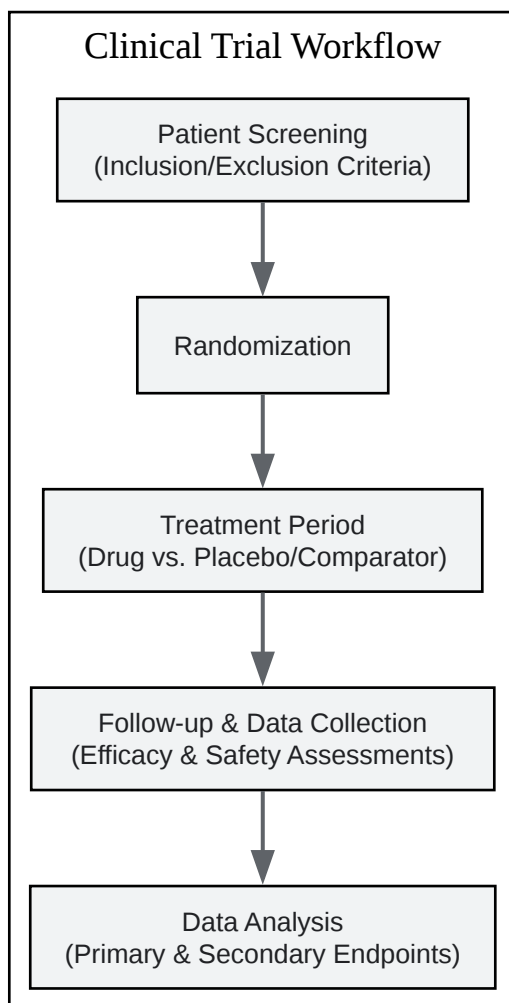 Clinical Trial Workflow
Patient Screening
(Inclusion/Exclusion Criteria)
Randomization
Treatment Period
(Drug vs. Placebo/Comparator)
Follow-up & Data Collection
(Efficacy & Safety Assessments)
Data Analysis
(Primary & Secondary Endpoints)